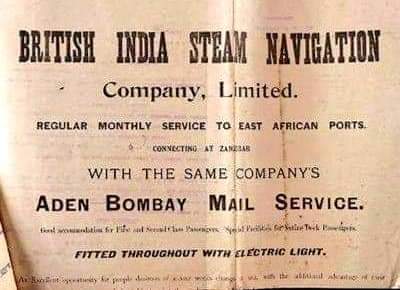 BRITISH INDIA STEAM NAVIGATION
Company, Limited.
REGULAR MONTHLY SERVICE TO EAST AFRICAN PORTS.
CONNECTING AT ZANZIBAR
WITH THE SAME COMPANY'S
ADEN BOMBAY MAIL SERVICE.
Good accommodation for First and Second Class Passengers. Special Facilities for Native Deck Passengers.
FITTED THROUGHOUT WITH ELECTRIC LIGHT.
An Excellent opportunity for people desirous of a weeks change with the additional advantage of